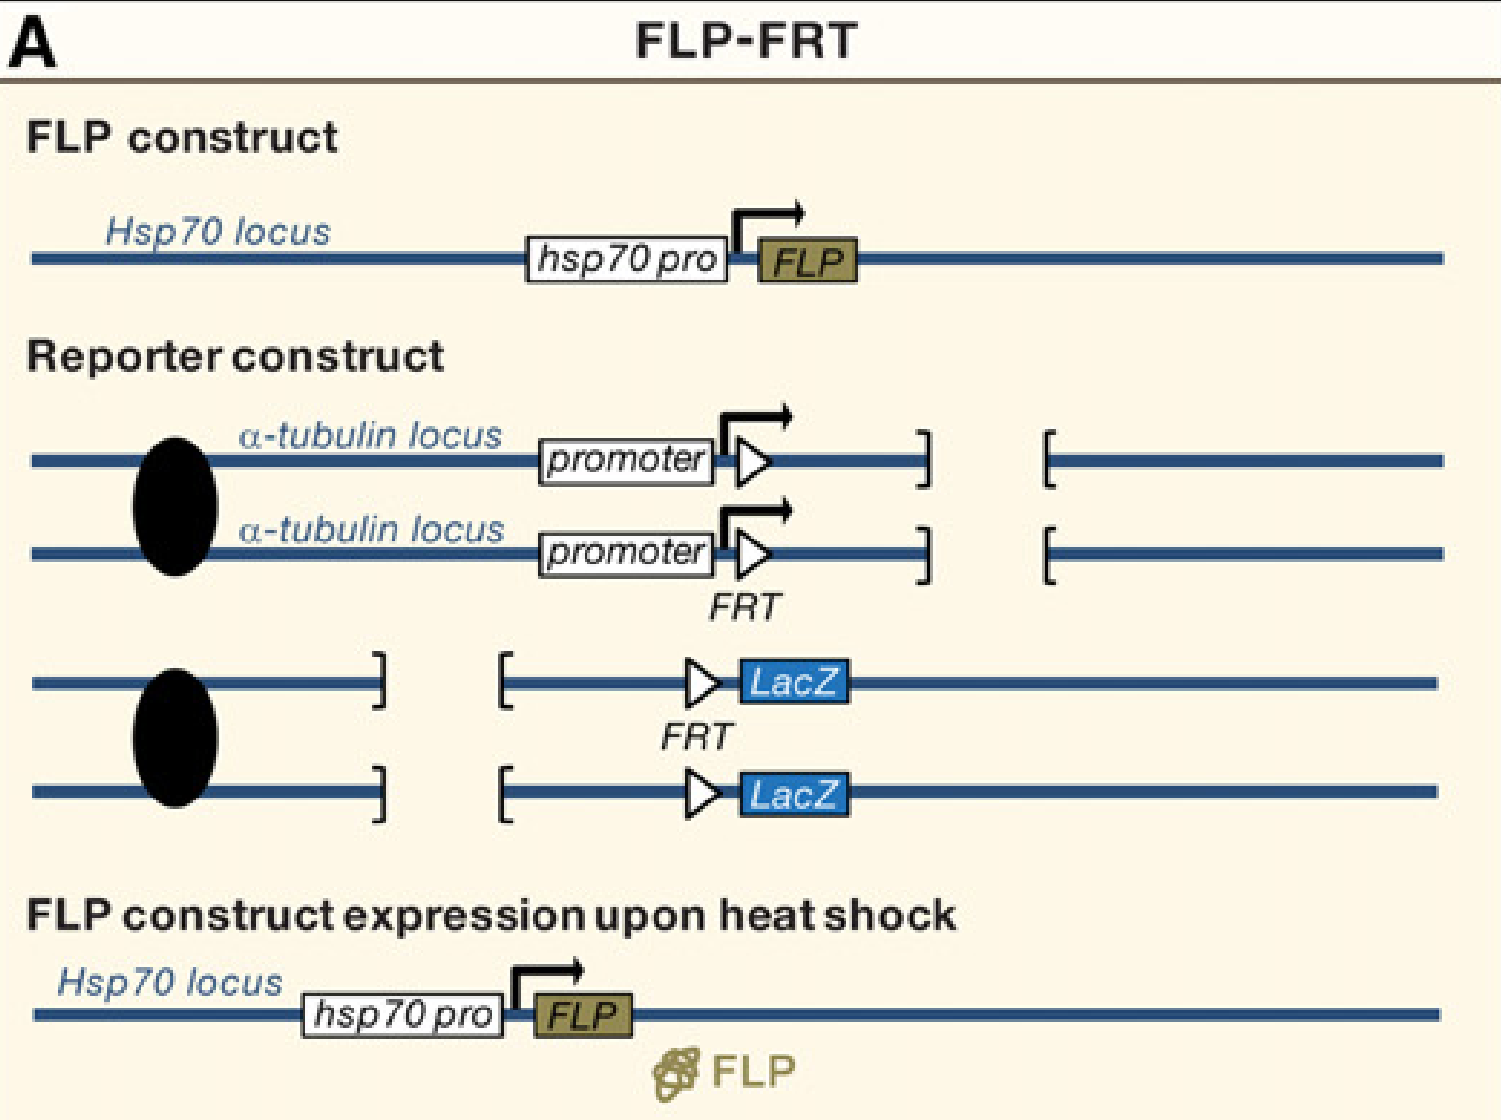 A
FLP-FRT
FLP construct
Hsp70 locus
hsp70 pro FLP
Reporter construct
α-tubulin locus
promoter
α-tubulin locus
promoter
FRT
LacZ
FRT
LacZ
FLP construct expression upon heat shock
Hsp70 locus
hsp70 pro FLP
FLP